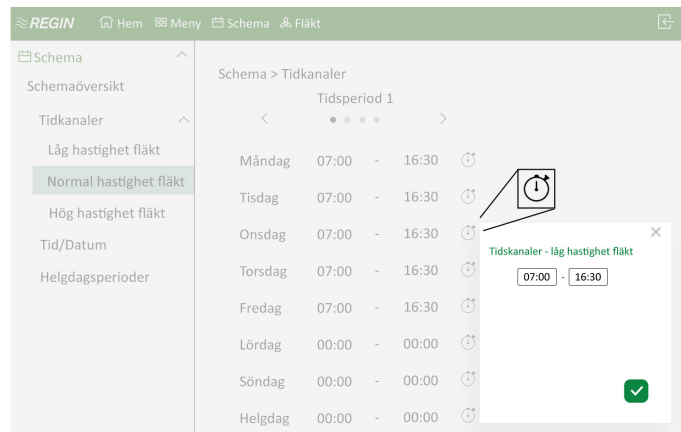 REGIN Hem Meny Schema Fläkt
Schema
Schemaöversikt
Tidkanaler
Låg hastighet fläkt
Normal hastighet fläkt
Hög hastighet fläkt
Tid/Datum
Helgdagsperioder
Schema > Tidkanaler
Tidsperiod 1
Måndag 07:00 - 16:30
Tisdag 07:00 - 16:30
Onsdag 07:00 - 16:30
Torsdag 07:00 - 16:30
Fredag 07:00 - 16:30
Lördag 00:00 - 00:00
Söndag 00:00 - 00:00
Helgdag 00:00 - 00:00
Tidskanaler - låg hastighet fläkt
07:00 - 16:30